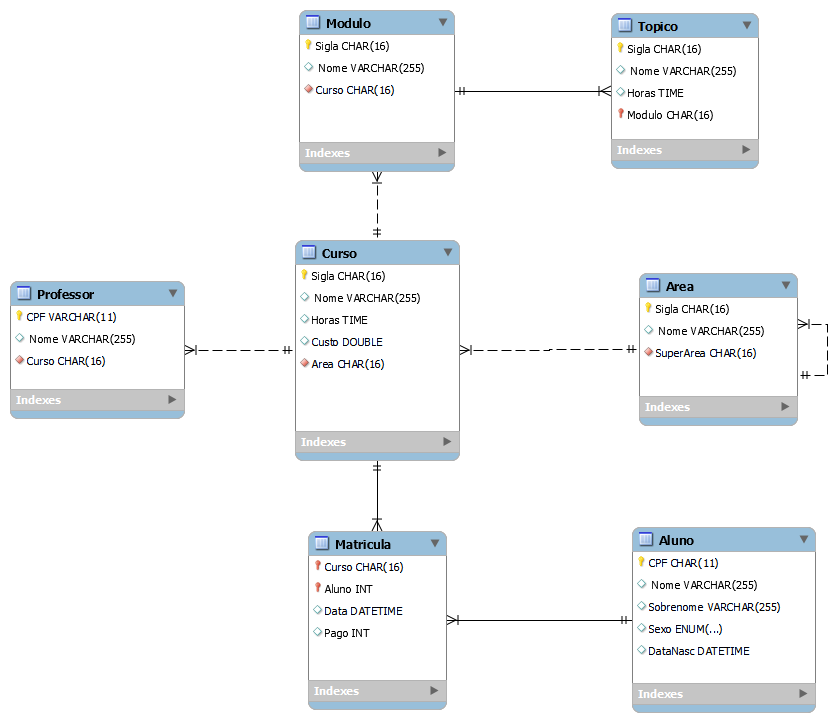 Modulo
Sigla CHAR(16)
Nome VARCHAR(255)
Curso CHAR(16)
Indexes
Topico
Sigla CHAR(16)
Nome VARCHAR(255)
Horas TIME
Modulo CHAR(16)
Indexes
Professor
CPF VARCHAR(11)
Nome VARCHAR(255)
Curso CHAR(16)
Indexes
Curso
Sigla CHAR(16)
Nome VARCHAR(255)
Horas TIME
Custo DOUBLE
Area CHAR(16)
Indexes
Area
Sigla CHAR(16)
Nome VARCHAR(255)
SuperArea CHAR(16)
Indexes
Matricula
Curso CHAR(16)
Aluno INT
Data DATETIME
Pago INT
Indexes
Aluno
CPF CHAR(11)
Nome VARCHAR(255)
Sobrenome VARCHAR(255)
Sexo ENUM(...)
DataNasc DATETIME
Indexes